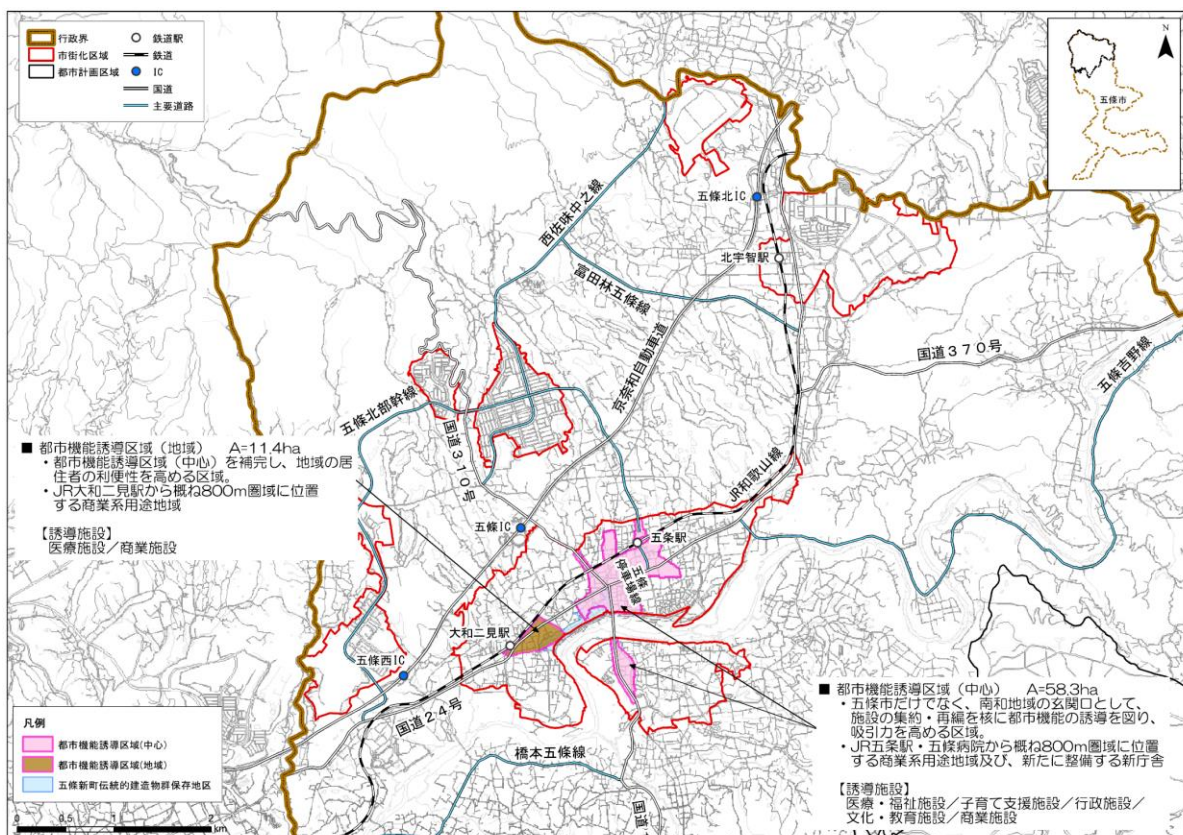 行政界
市街化区域
都市計画区域
鉄道駅
鉄道
IC
国道
主要道路
N
五條市
西佐味中之線
五條北IC
北宇智駅
富田林五條線
京奈和自動車道
国道370号
五條吉野線
五條北部幹線
国道310号
JR和歌山線
■ 都市機能誘導区域（地域） A=11.4ha
・都市機能誘導区域（中心）を補完し、地域の居
住者の利便性を高める区域。
・JR大和二見駅から概ね800m圏域に位置
する商業系用途地域
【誘導施設】
医療施設／商業施設
五條IC
五条駅
五條
停車場線
大和二見駅
五條西IC
国道24号
橋本五條線
国道
■ 都市機能誘導区域（中心） A=58.3ha
・五條市だけでなく、南和地域の玄関口として、
施設の集約・再編を核に都市機能の誘導を図り、
吸引力を高める区域。
・JR五条駅・五條病院から概ね800m圏域に位置
する商業系用途地域及び、新たに整備する新庁舎
【誘導施設】
医療・福祉施設／子育て支援施設／行政施設／
文化・教育施設／商業施設
凡例
都市機能誘導区域(中心)
都市機能誘導区域(地域)
五條新町伝統的建造物群保存地区
0 0.5 1 2
km